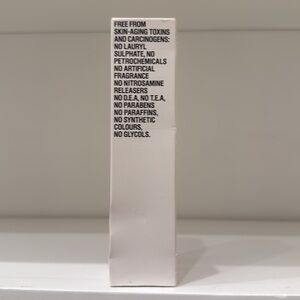 FREE FROM
SKIN-AGING TOXINS
AND CARCINOGENS:
NO LAURYL
SULPHATE, NO
PETROCHEMICALS
NO ARTIFICIAL
FRAGRANCE
NO NITROSAMINE
RELEASERS
NO D.E.A, NO T.E.A,
NO PARABENS
NO PARAFFINS,
NO SYNTHETIC
COLOURS,
NO GLYCOLS.